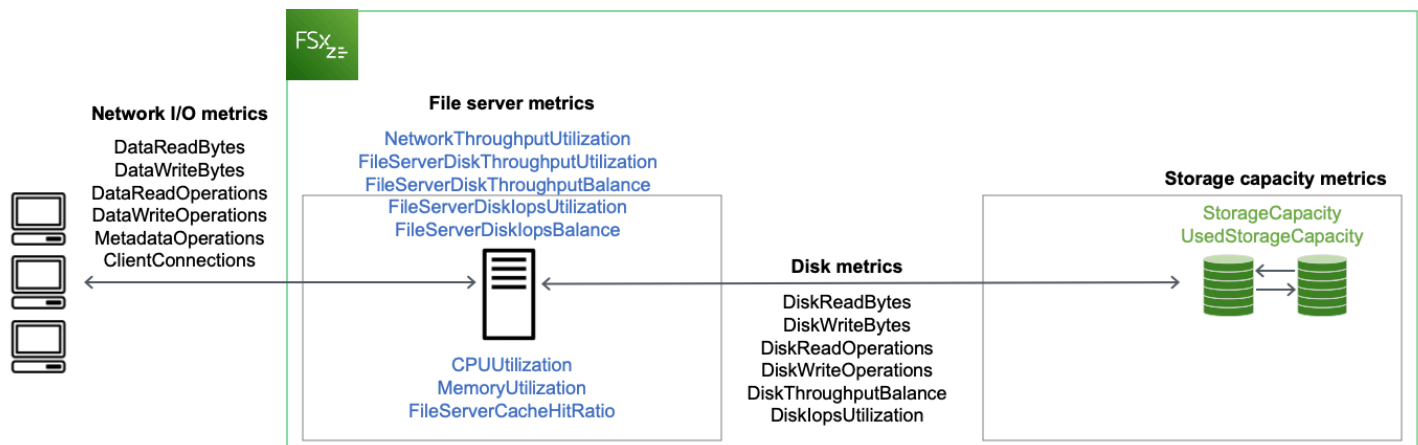 FSx
Z
Network I/O metrics
DataReadBytes
DataWriteBytes
DataReadOperations
DataWriteOperations
MetadataOperations
ClientConnections
File server metrics
NetworkThroughputUtilization
FileServerDiskThroughputUtilization
FileServerDiskThroughputBalance
FileServerDiskIopsUtilization
FileServerDiskIopsBalance
CPUUtilization
MemoryUtilization
FileServerCacheHitRatio
Disk metrics
DiskReadBytes
DiskWriteBytes
DiskReadOperations
DiskWriteOperations
DiskThroughputBalance
DiskIopsUtilization
Storage capacity metrics
StorageCapacity
UsedStorageCapacity